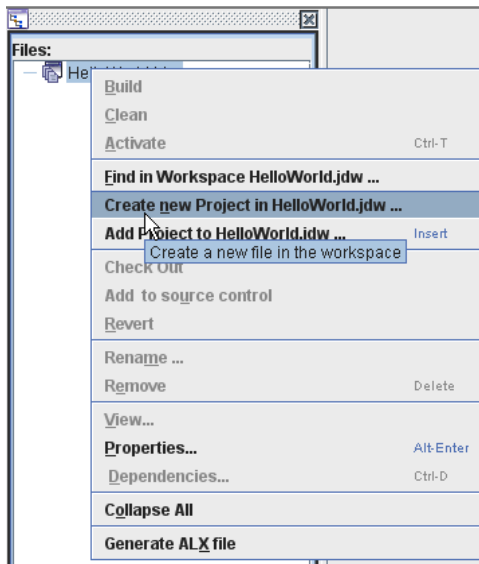 Files:
Build
Clean
Activate Ctrl-T
Find in Workspace HelloWorld.jdw ...
Create new Project in HelloWorld.jdw ...
Add Project to HelloWorld.jdw ... Insert
Create a new file in the workspace
Check Out
Add to source control
Revert
Rename ...
Remove Delete
View...
Properties... Alt-Enter
Dependencies... Ctrl-D
Collapse All
Generate ALX file